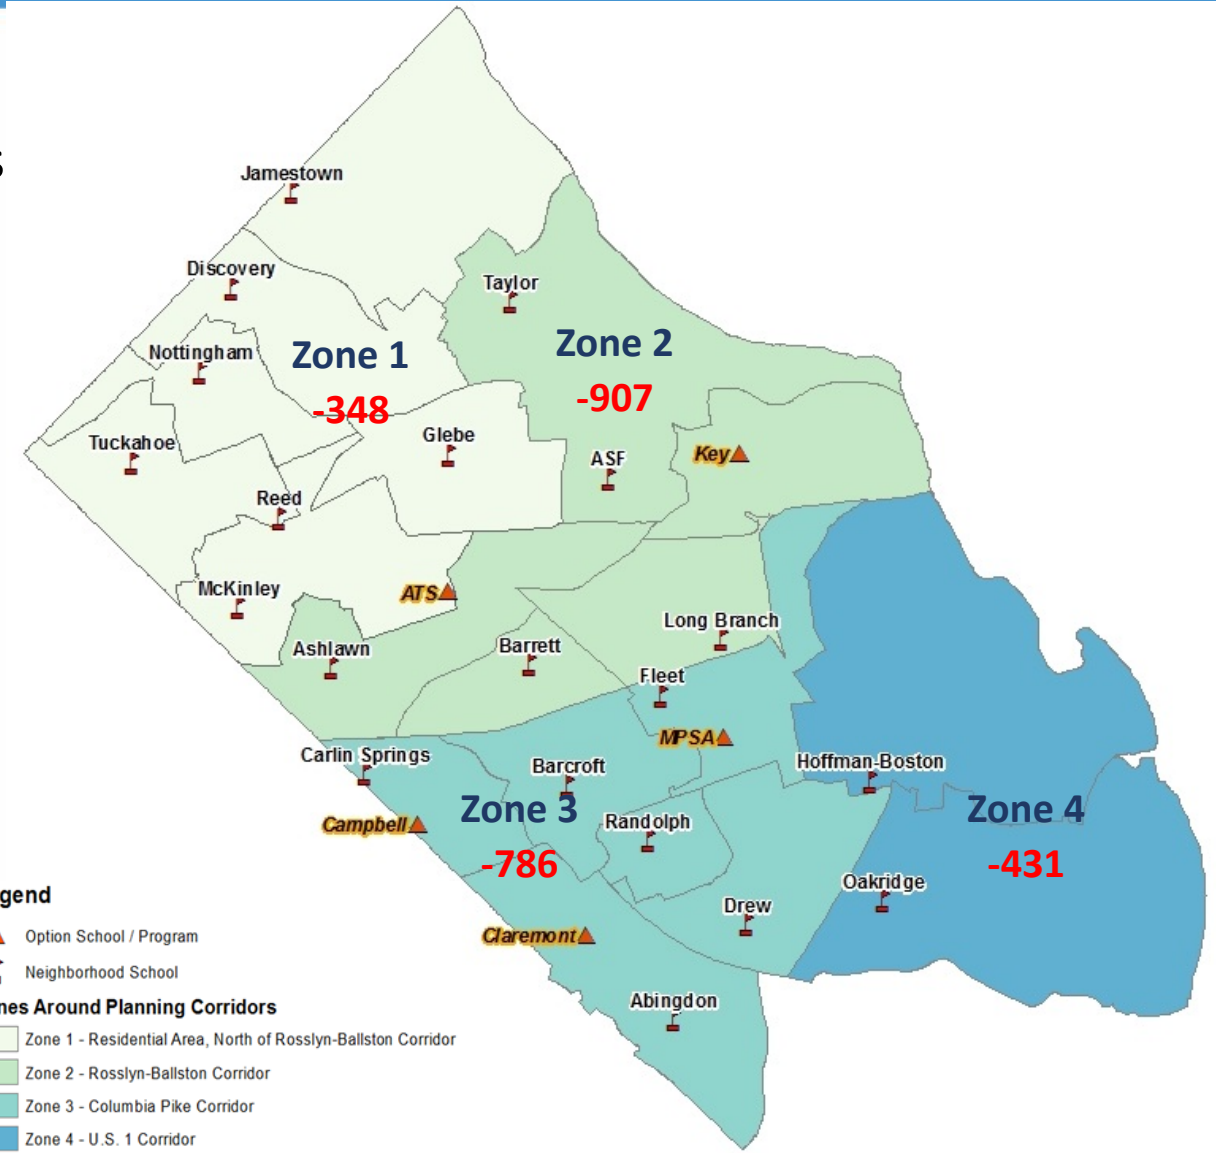 Jamestown
Discovery
Taylor
Nottingham
Zone 1
Zone 2
-348
-907
Tuckahoe
Glebe
ASF
Key
Reed
McKinley
ATS
Long Branch
Ashlawn
Barrett
Fleet
MPSA
Carlin Springs
Barcroft
Hoffman-Boston
Campbell
Zone 3
Randolph
Zone 4
-786
-431
Oakridge
Drew
Claremont
Abingdon
gend
Option School / Program
Neighborhood School
nes Around Planning Corridors
Zone 1 - Residential Area, North of Rosslyn-Ballston Corridor
Zone 2 - Rosslyn-Ballston Corridor
Zone 3 - Columbia Pike Corridor
Zone 4 - U.S. 1 Corridor